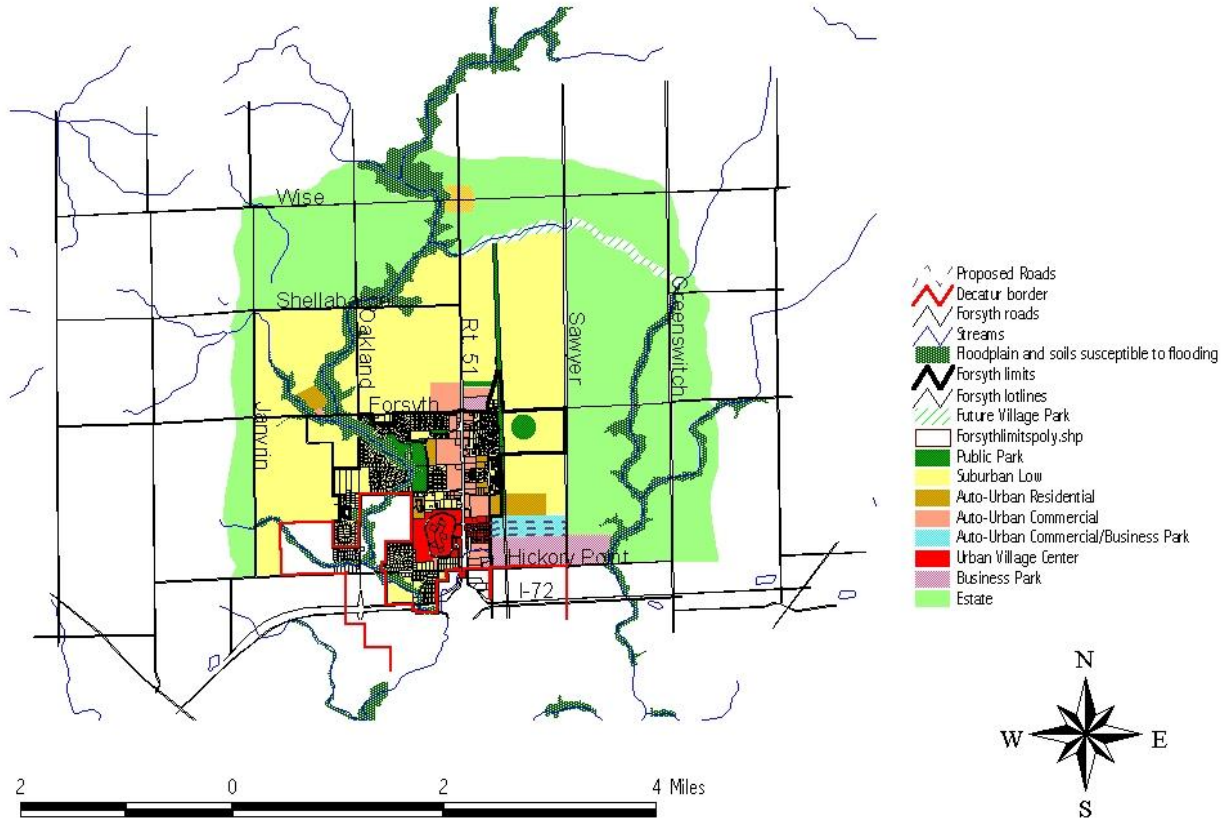 Wise
Shellabarger
Oakland
Rt. 51
Sawyer
Greenswitch
Janvrin
Forsyth
Hickory Point
I-72
Proposed Roads
Decatur border
Forsyth roads
Streams
Floodplain and soils susceptible to flooding
Forsyth limits
Forsyth lotlines
Future Village Park
Forsythlimitspoly.shp
Public Park
Suburban Low
Auto-Urban Residential
Auto-Urban Commercial
Auto-Urban Commercial/Business Park
Urban Village Center
Business Park
Estate
N
W E
S
2 0 2 4 Miles